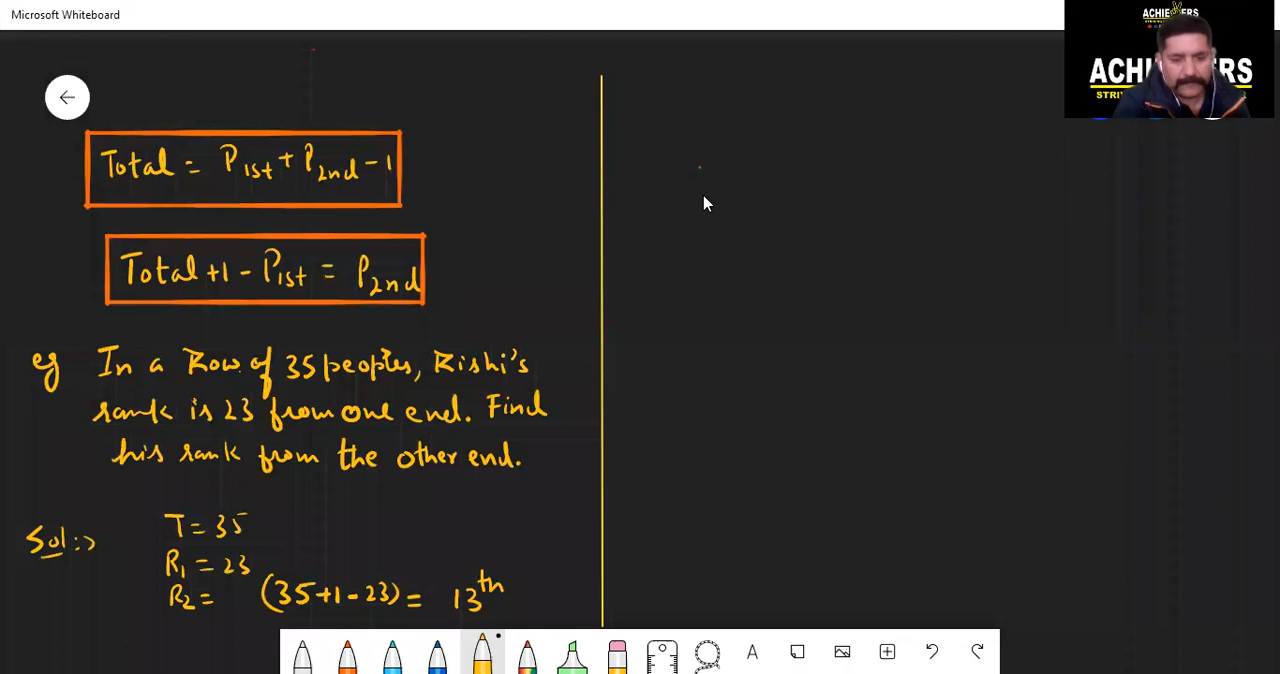 Microsoft Whiteboard
ACHIEVERS
Total = P1st + P2nd - 1
Total + 1 - P1st = P2nd
eg In a Row of 35 peoples, Rishi's
rank is 23 from one end. Find
his rank from the other end.
Sol:>
T = 35
R1 = 23
R2 = (35+1-23) = 13th
A